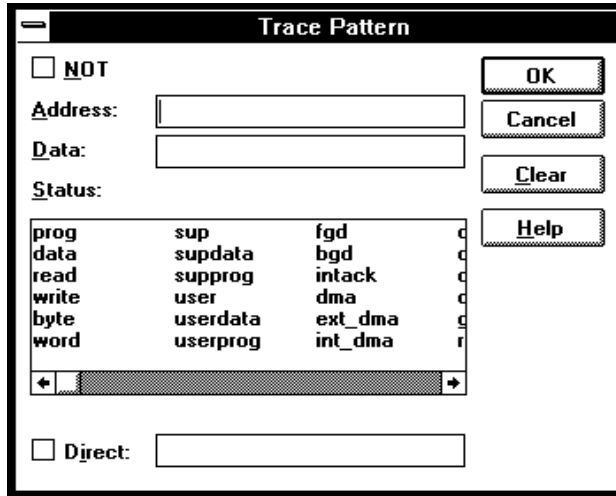 Trace Pattern
NOT
OK
Address:
Cancel
Data:
Clear
Status:
Help
prog sup fgd
data supdata bgd
read supprog intack
write user dma
byte userdata ext_dma
word userprog int_dma
Direct: